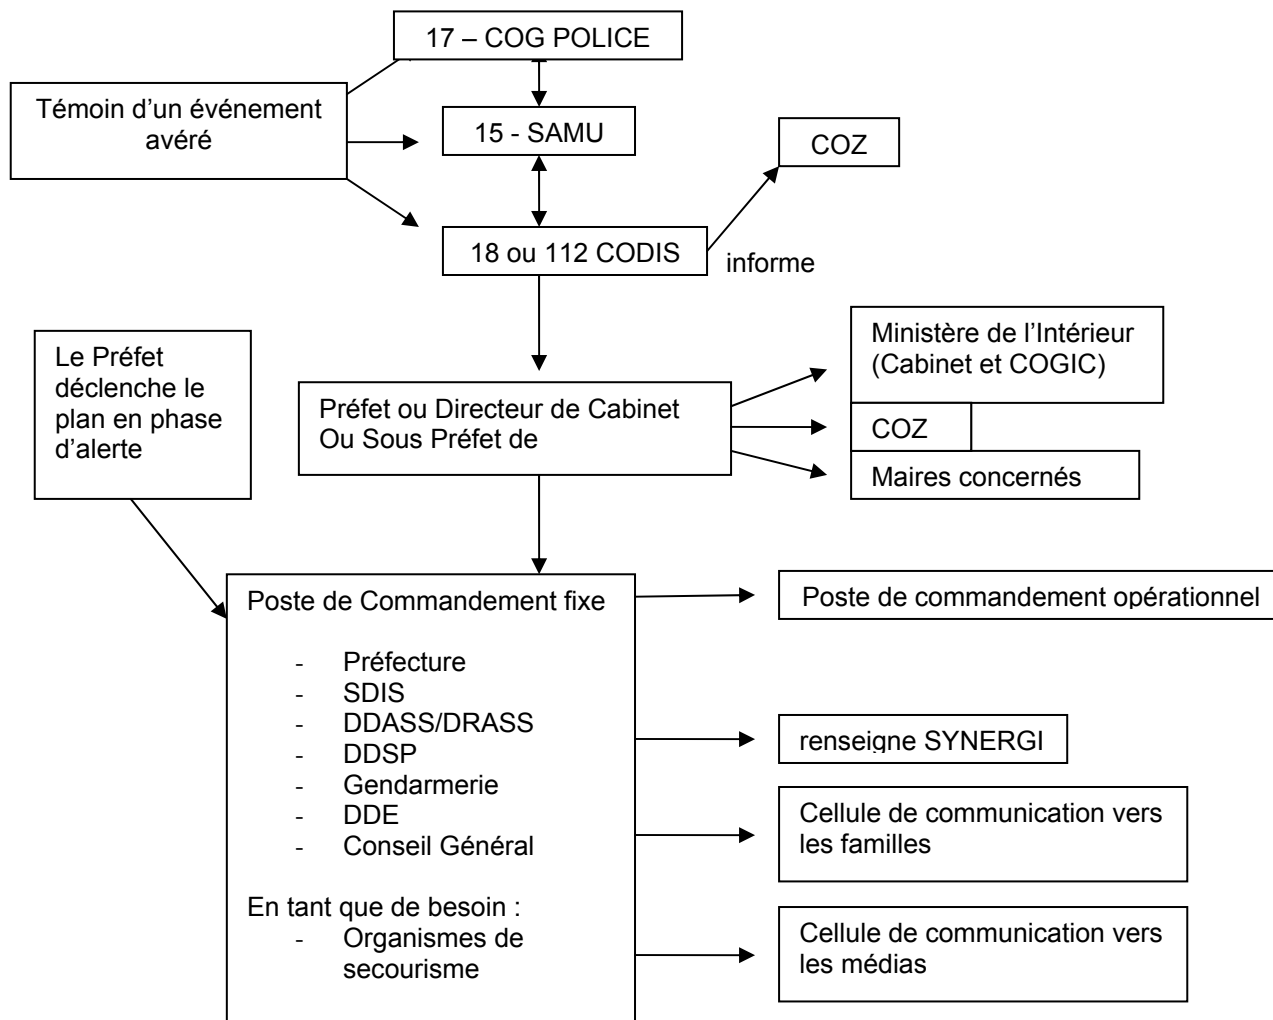 17 – COG POLICE
Témoin d'un événement
avéré
15 - SAMU
COZ
18 ou 112 CODIS
informe
Le Préfet
déclenche le
plan en phase
d'alerte
Ministère de l'Intérieur
(Cabinet et COGIC)
Préfet ou Directeur de Cabinet
Ou Sous Préfet de
COZ
Maires concernés
Poste de Commandement fixe
- Préfecture
- SDIS
- DDASS/DRASS
- DDSP
- Gendarmerie
- DDE
- Conseil Général
En tant que de besoin :
- Organismes de
secourisme
Poste de commandement opérationnel
renseigne SYNERGI
Cellule de communication vers
les familles
Cellule de communication vers
les médias